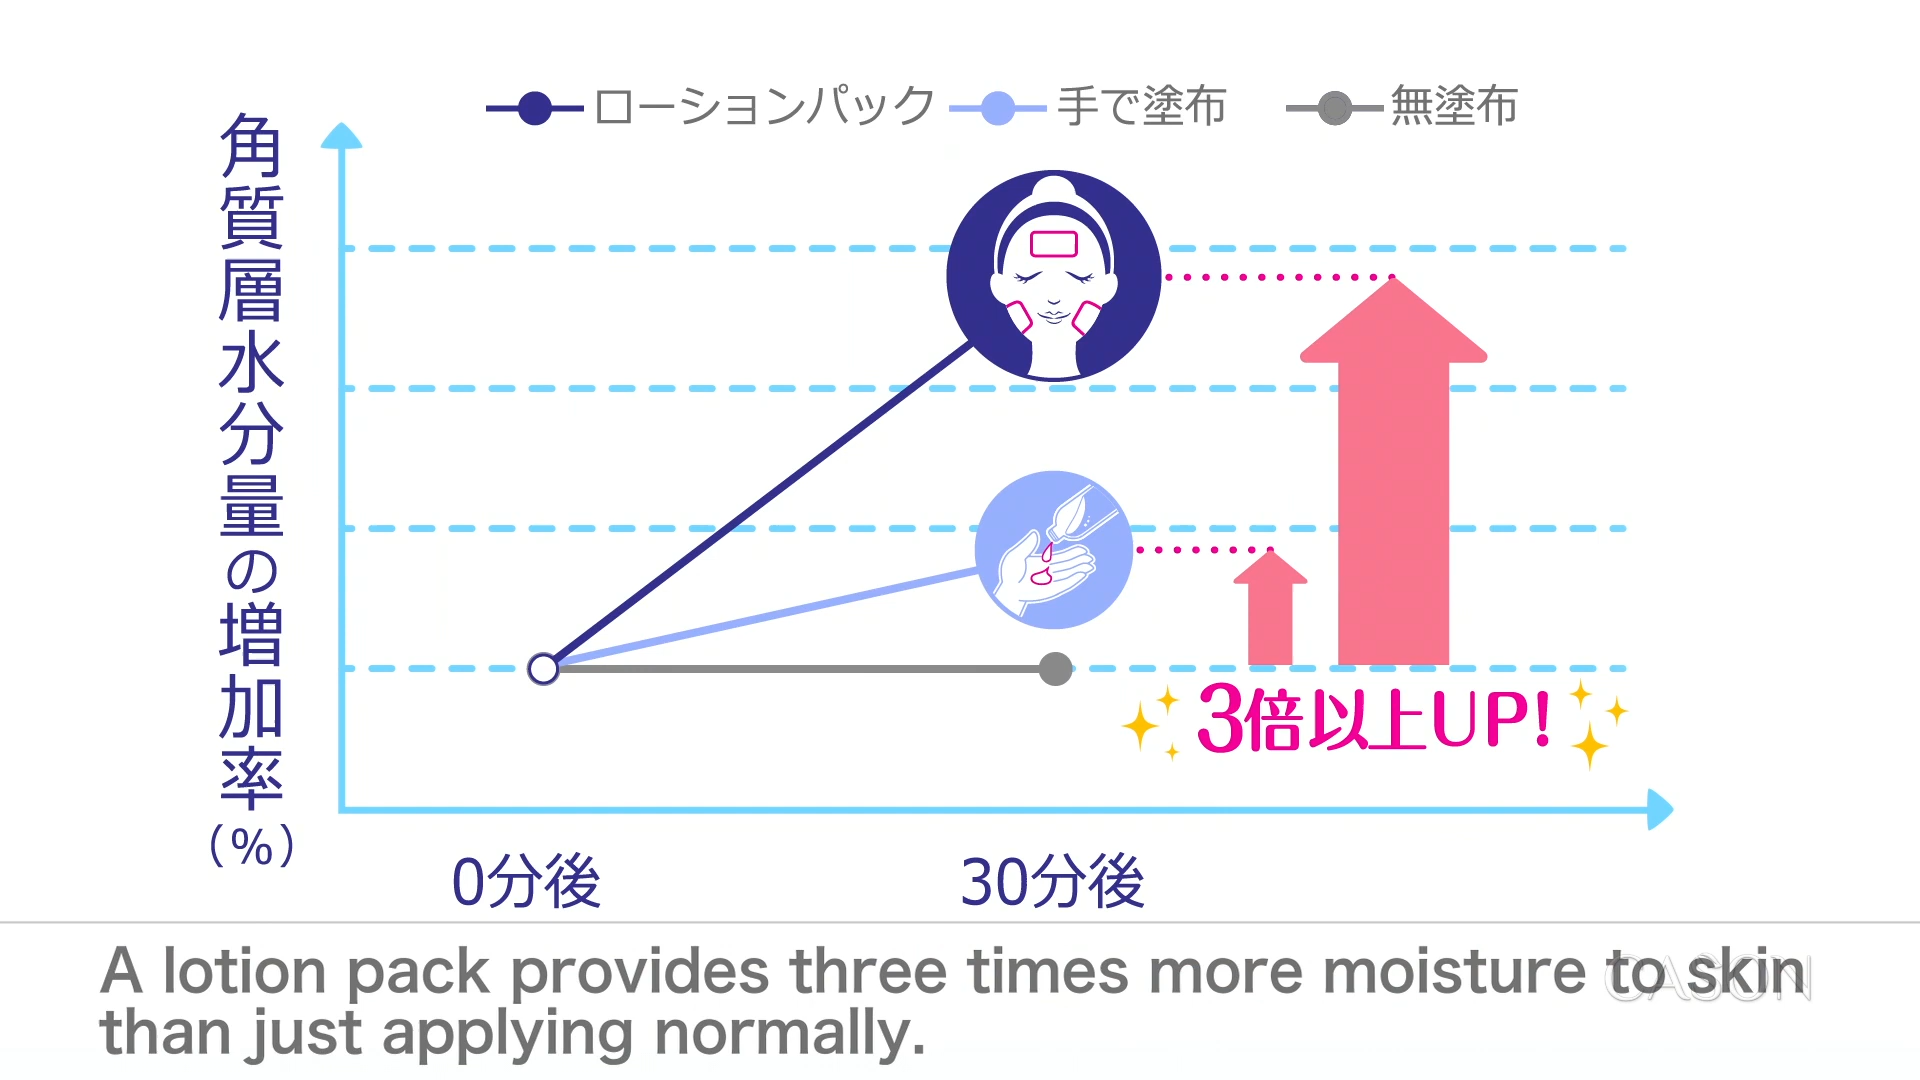 ローションパック 手で塗布 無塗布
角質層水分量の増加率
(%)
3倍以上UP!
0分後 30分後
A lotion pack provides three times more moisture to skin
than just applying normally.
CASON